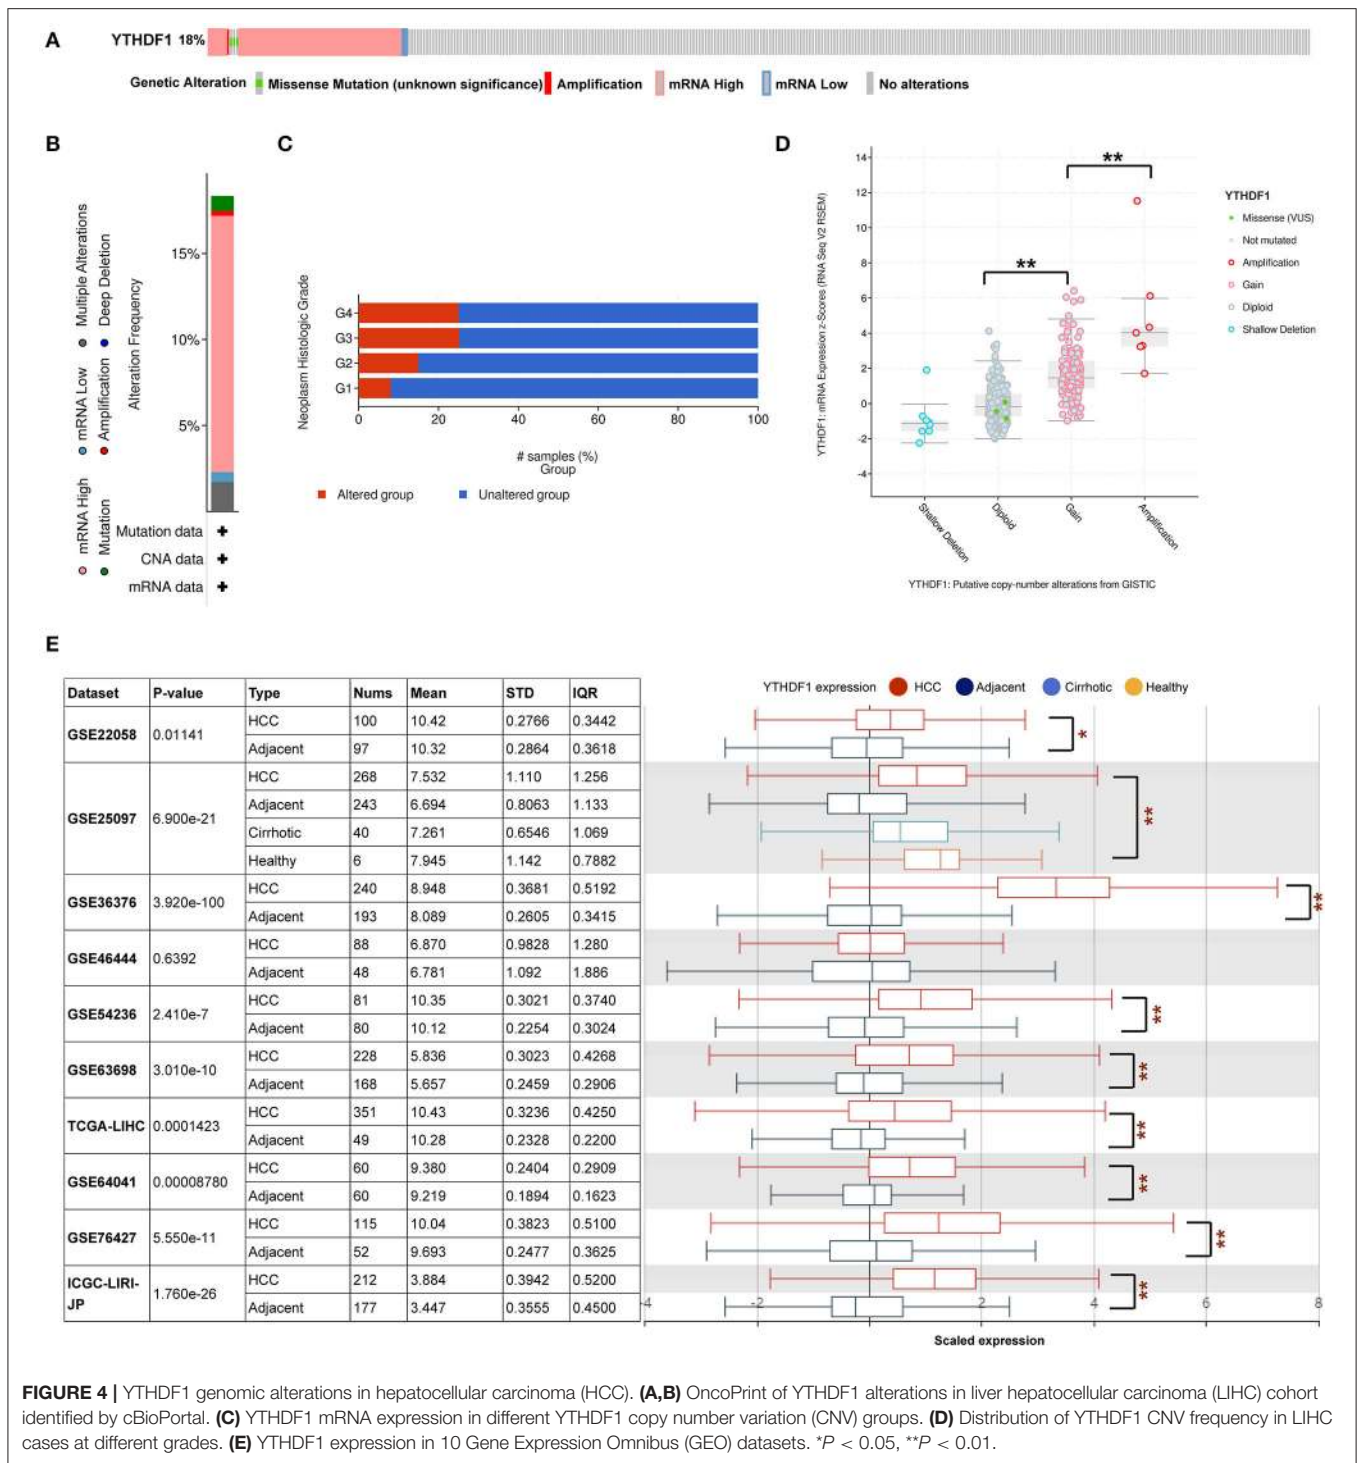 A
YTHDF1 18%
Genetic Alteration Missense Mutation (unknown significance) Amplification mRNA High mRNA Low No alterations
B
mRNA High mRNA Low Multiple Alterations
Mutation Amplification Deep Deletion
Alteration Frequency
15%
10%
5%
Mutation data +
CNA data +
mRNA data +
C
Neoplasm Histologic Grade
G4
G3
G2
G1
0 20 40 60 80 100
# samples (%)
Group
Altered group Unaltered group
D
YTHDF1: mRNA Expression z-Scores (RNA Seq V2 RSEM)
14
12
10
8
6
4
2
0
-2
-4
**
**
Shallow Deletion
Diploid
Gain
Amplification
YTHDF1: Putative copy-number alterations from GISTIC
YTHDF1
Missense (VUS)
Not mutated
Amplification
Gain
Diploid
Shallow Deletion
E
Dataset P-value Type Nums Mean STD IQR
GSE22058 0.01141 HCC 100 10.42 0.2766 0.3442
Adjacent 97 10.32 0.2864 0.3618
GSE25097 6.900e-21 HCC 268 7.532 1.110 1.256
Adjacent 243 6.694 0.8063 1.133
Cirrhotic 40 7.261 0.6546 1.069
Healthy 6 7.945 1.142 0.7882
GSE36376 3.920e-100 HCC 240 8.948 0.3681 0.5192
Adjacent 193 8.089 0.2605 0.3415
GSE46444 0.6392 HCC 88 6.870 0.9828 1.280
Adjacent 48 6.781 1.092 1.886
GSE54236 2.410e-7 HCC 81 10.35 0.3021 0.3740
Adjacent 80 10.12 0.2254 0.3024
GSE63698 3.010e-10 HCC 228 5.836 0.3023 0.4268
Adjacent 168 5.657 0.2459 0.2906
TCGA-LIHC 0.0001423 HCC 351 10.43 0.3236 0.4250
Adjacent 49 10.28 0.2328 0.2200
GSE64041 0.00008780 HCC 60 9.380 0.2404 0.2909
Adjacent 60 9.219 0.1894 0.1623
GSE76427 5.550e-11 HCC 115 10.04 0.3823 0.5100
Adjacent 52 9.693 0.2477 0.3625
ICGC-LIRI-JP 1.760e-26 HCC 212 3.884 0.3942 0.5200
Adjacent 177 3.447 0.3555 0.4500
YTHDF1 expression HCC Adjacent Cirrhotic Healthy
*
**
**
**
**
**
**
**
**
-4 -2 0 2 4 6 8
Scaled expression
FIGURE 4 | YTHDF1 genomic alterations in hepatocellular carcinoma (HCC). (A,B) OncoPrint of YTHDF1 alterations in liver hepatocellular carcinoma (LIHC) cohort
identified by cBioPortal. (C) YTHDF1 mRNA expression in different YTHDF1 copy number variation (CNV) groups. (D) Distribution of YTHDF1 CNV frequency in LIHC
cases at different grades. (E) YTHDF1 expression in 10 Gene Expression Omnibus (GEO) datasets. *P < 0.05, **P < 0.01.